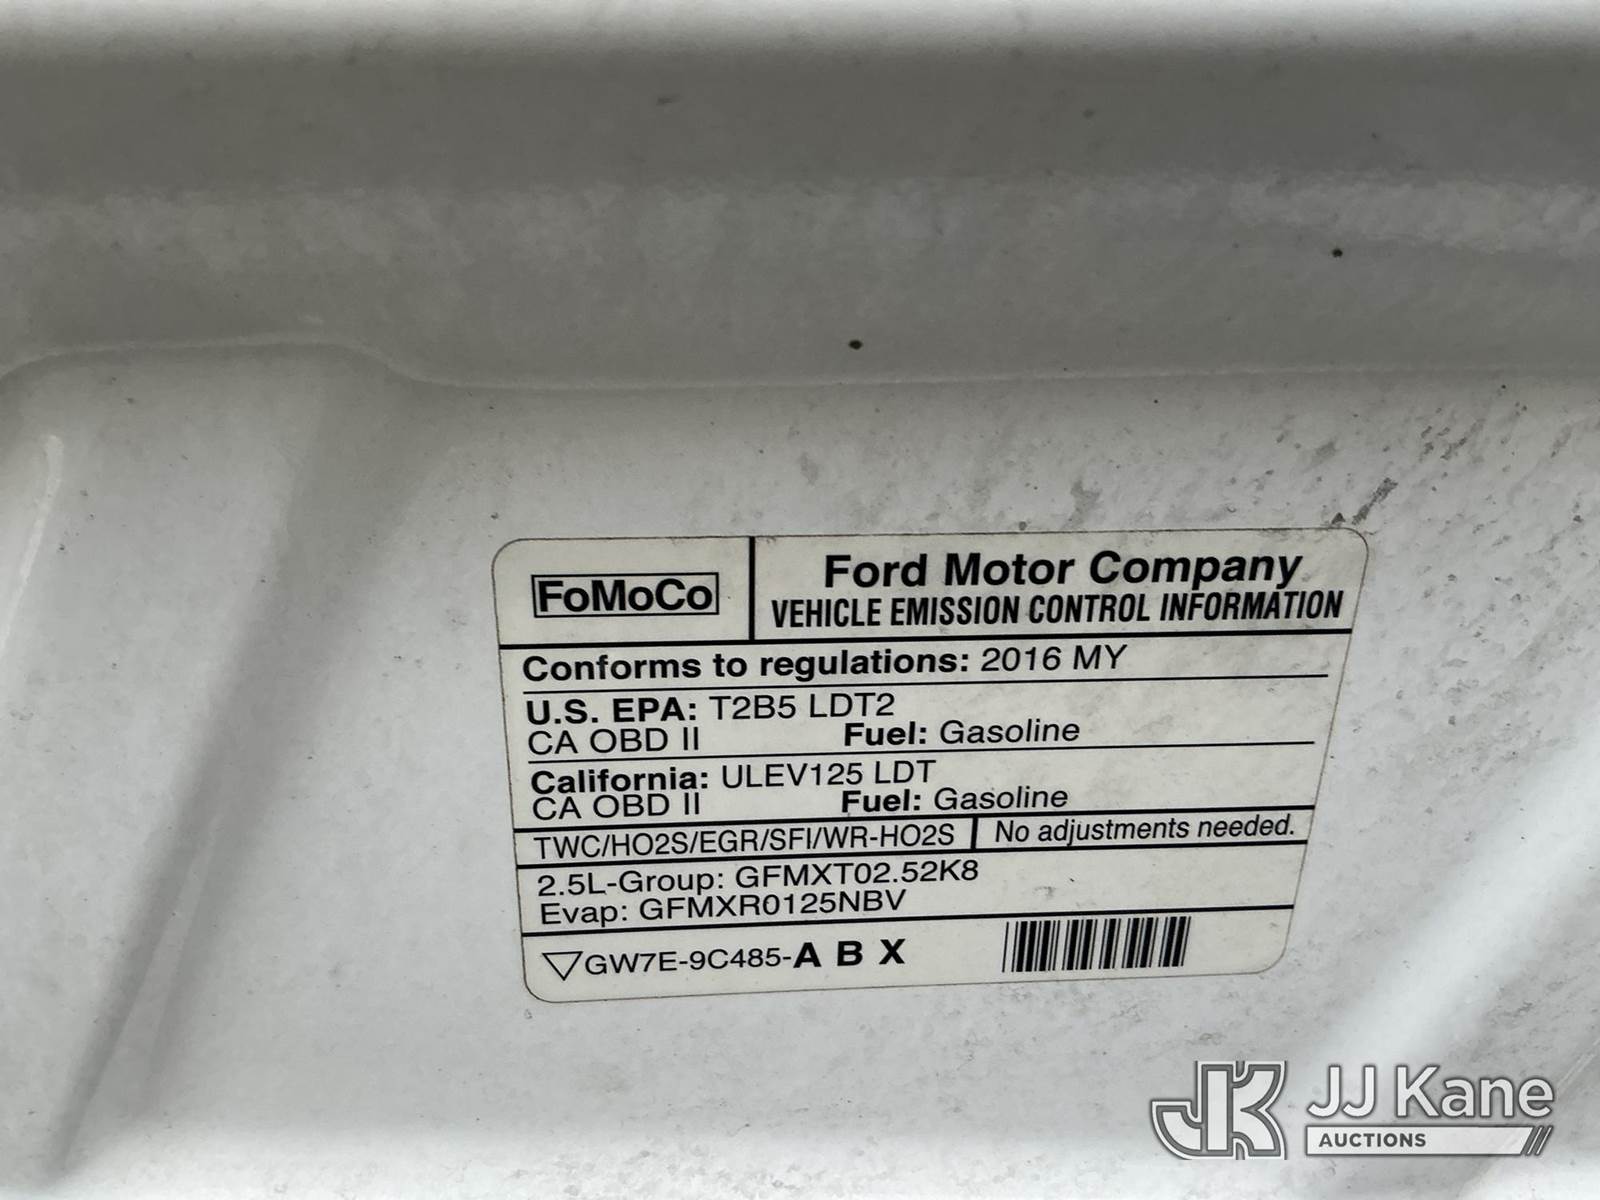 FoMoCo
Ford Motor Company
VEHICLE EMISSION CONTROL INFORMATION
Conforms to regulations: 2016 MY
U.S. EPA: T2B5 LDT2
CA OBD II Fuel: Gasoline
California: ULEV125 LDT
CA OBD II Fuel: Gasoline
TWC/HO2S/EGR/SFI/WR-HO2S No adjustments needed.
2.5L-Group: GFMXT02.52K8
Evap: GFMXR0125NBV
GW7E-9C485-A B X
JK JJ Kane
AUCTIONS